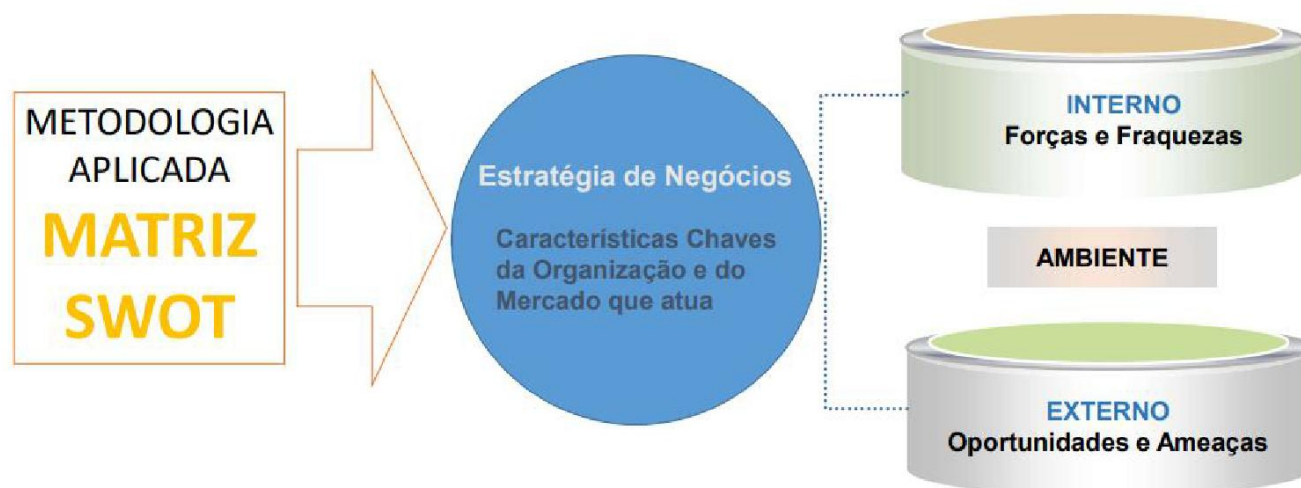 METODOLOGIA
APLICADA
MATRIZ
SWOT
Estratégia de Negócios
Características Chaves
da Organização e do
Mercado que atua
INTERNO
Forças e Fraquezas
AMBIENTE
EXTERNO
Oportunidades e Ameaças